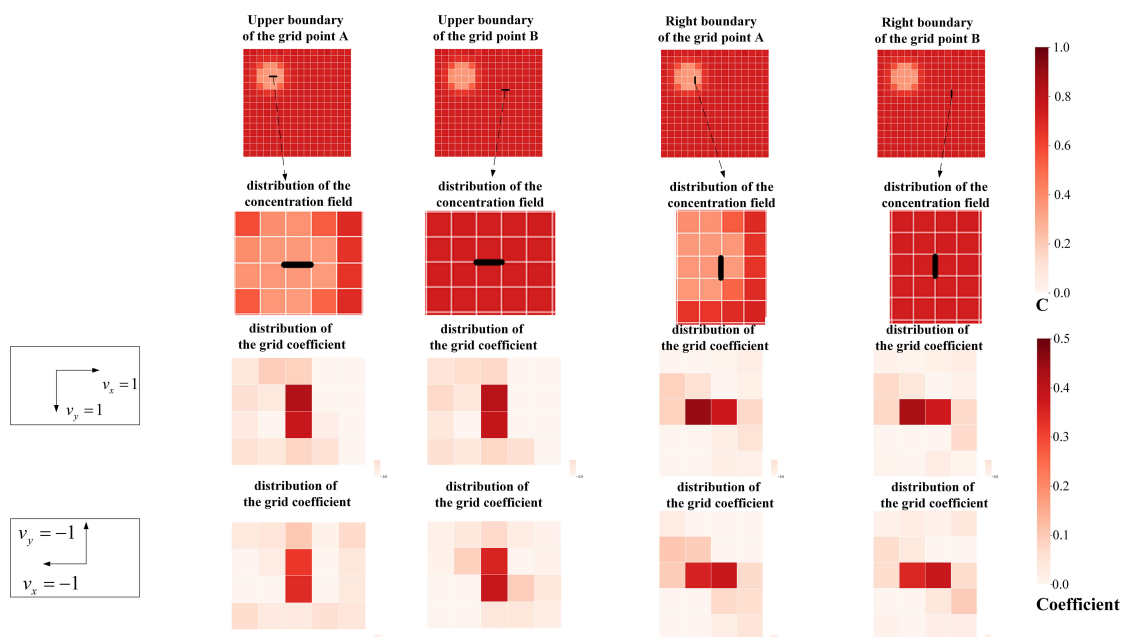 Upper boundary
of the grid point A
Upper boundary
of the grid point B
Right boundary
of the grid point A
Right boundary
of the grid point B
distribution of the
concentration field
distribution of the
concentration field
distribution of the
concentration field
distribution of the
concentration field
1.0
0.8
0.6
0.4
0.2
0.0
C
distribution of the
the grid coefficient
distribution of the
the grid coefficient
distribution of the
the grid coefficient
distribution of the
the grid coefficient
v_x = 1
v_y = 1
distribution of
the grid coefficient
distribution of
the grid coefficient
distribution of
the grid coefficient
distribution of
the grid coefficient
v_y = −1
v_x = −1
0.5
0.4
0.3
0.2
0.1
0.0
Coefficient